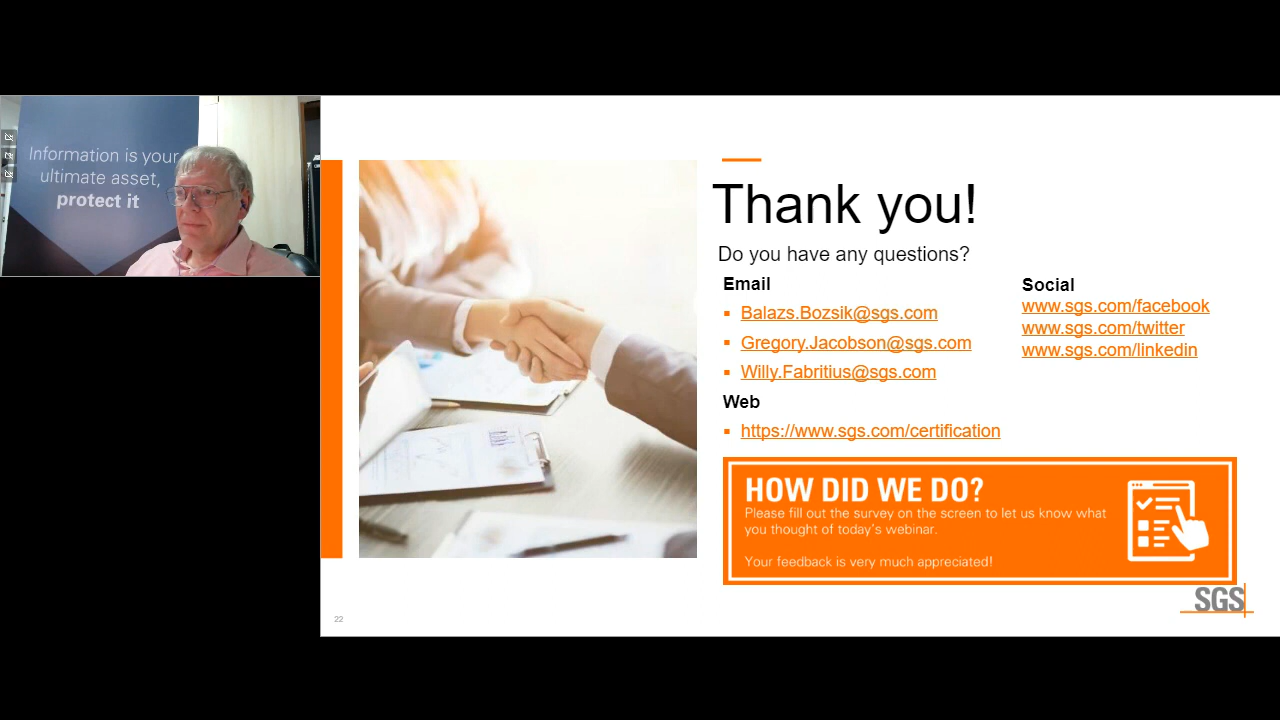 Information is your
ultimate asset,
protect it
Thank you!
Do you have any questions?
Email
Balazs.Bozsik@sgs.com
Gregory.Jacobson@sgs.com
Willy.Fabritius@sgs.com
Web
https://www.sgs.com/certification
Social
www.sgs.com/facebook
www.sgs.com/twitter
www.sgs.com/linkedin
HOW DID WE DO?
Please fill out the survey on the screen to let us know what
you thought of today's webinar.
Your feedback is very much appreciated!
SGS
22